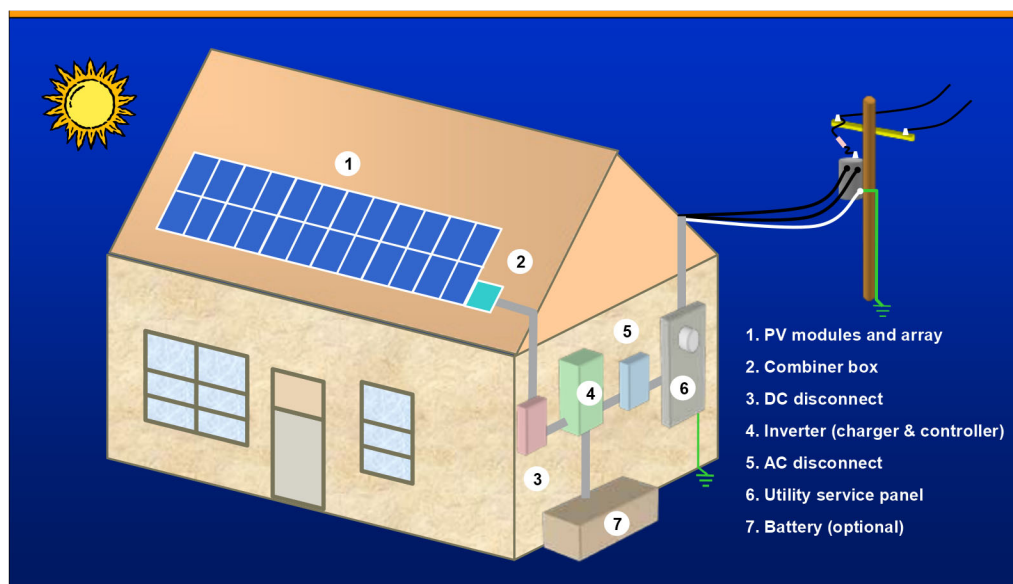 1
2
3
4
5
6
7
1. PV modules and array
2. Combiner box
3. DC disconnect
4. Inverter (charger & controller)
5. AC disconnect
6. Utility service panel
7. Battery (optional)